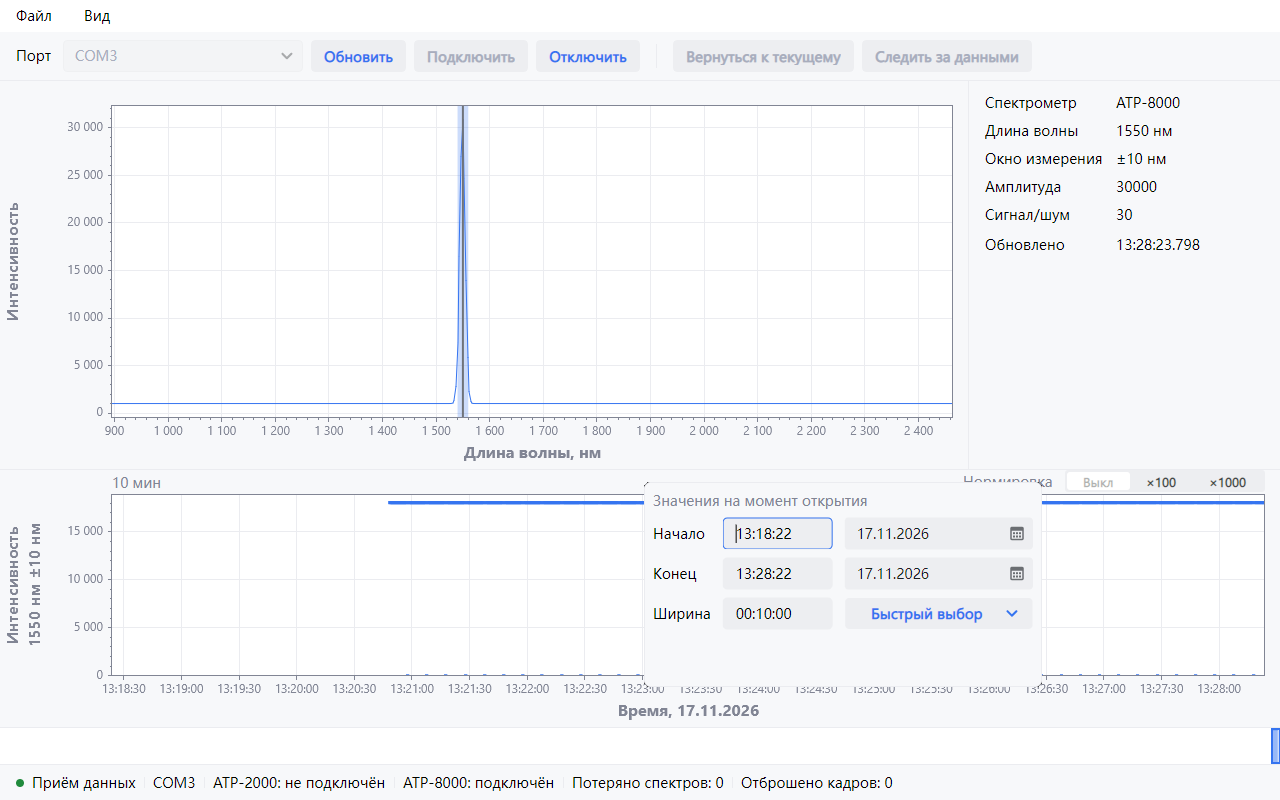 Файл Вид
Порт COM3 Обновить Подключить Отключить Вернуться к текущему Следить за данными
Интенсивность
30 000
25 000
20 000
15 000
10 000
5 000
0
900 1 000 1 100 1 200 1 300 1 400 1 500 1 600 1 700 1 800 1 900 2 000 2 100 2 200 2 300 2 400
Длина волны, нм
Спектрометр ATP-8000
Длина волны 1550 нм
Окно измерения ±10 нм
Амплитуда 30000
Сигнал/шум 30
Обновлено 13:28:23.798
10 мин Нормировка Выкл ×100 ×1000
Интенсивность
1550 нм ±10 нм
15 000
10 000
5 000
0
Значения на момент открытия
Начало 13:18:22 17.11.2026
Конец 13:28:22 17.11.2026
Ширина 00:10:00 Быстрый выбор
13:18:30 13:19:00 13:19:30 13:20:00 13:20:30 13:21:00 13:21:30 13:22:00 13:22:30 13:23:00 13:23:30 13:24:00 13:24:30 13:25:00 13:25:30 13:26:00 13:26:30 13:27:00 13:27:30 13:28:00
Время, 17.11.2026
Приём данных COM3 ATP-2000: не подключён ATP-8000: подключён Потеряно спектров: 0 Отброшено кадров: 0